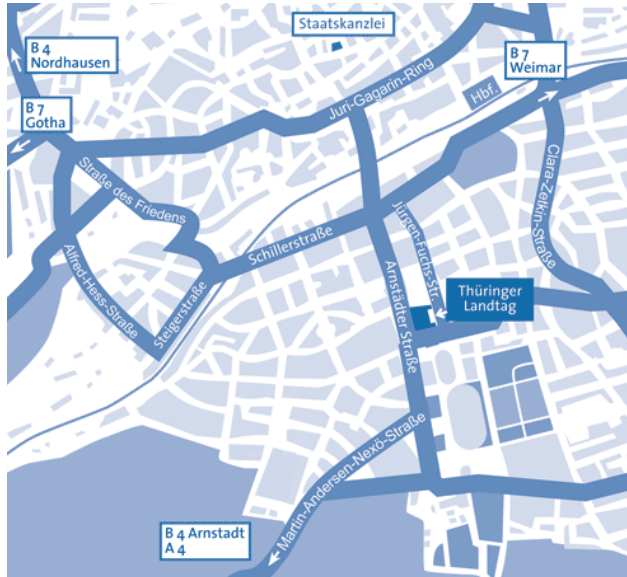 Staatskanzlei
B 4
Nordhausen
B 7
Weimar
B 7
Gotha
Juri-Gagarin-Ring
Hbf.
Straße des Friedens
Clara-Zetkin-Straße
Jürgen-Fuchs-Str.
Schillerstraße
Alfred-Hess-Straße
Steigerstraße
Arnstädter Straße
Thüringer
Landtag
Martin-Andersen-Nexö-Straße
B 4 Arnstadt
A 4